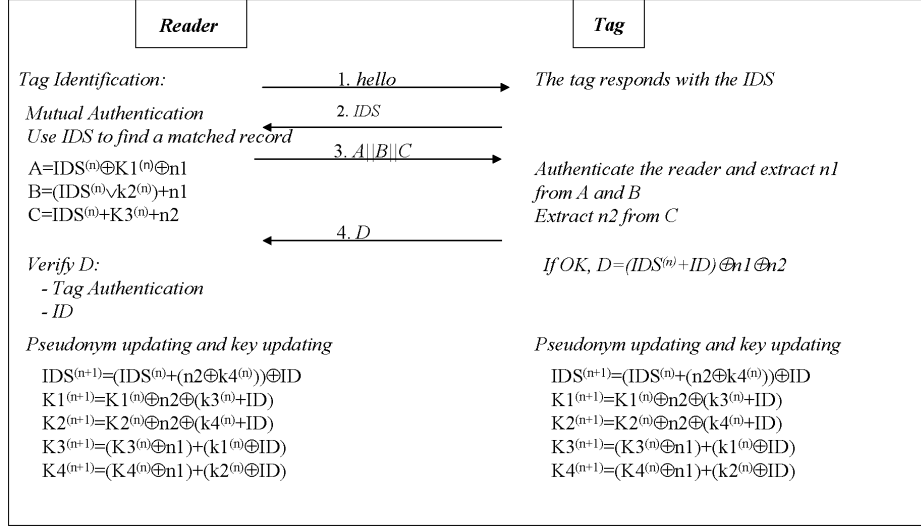 Reader
Tag
Tag Identification:
1. hello
The tag responds with the IDS
Mutual Authentication
2. IDS
Use IDS to find a matched record
3. A||B||C
A=IDS⁽ⁿ⁾⊕K1⁽ⁿ⁾⊕n1
B=(IDS⁽ⁿ⁾∨k2⁽ⁿ⁾)+n1
C=IDS⁽ⁿ⁾+K3⁽ⁿ⁾+n2
Authenticate the reader and extract n1
from A and B
Extract n2 from C
4. D
Verify D:
- Tag Authentication
- ID
If OK, D=(IDS⁽ⁿ⁾+ID)⊕n1⊕n2
Pseudonym updating and key updating
IDS⁽ⁿ⁺¹⁾=(IDS⁽ⁿ⁾+(n2⊕k4⁽ⁿ⁾))⊕ID
K1⁽ⁿ⁺¹⁾=K1⁽ⁿ⁾⊕n2⊕(k3⁽ⁿ⁾+ID)
K2⁽ⁿ⁺¹⁾=K2⁽ⁿ⁾⊕n2⊕(k4⁽ⁿ⁾+ID)
K3⁽ⁿ⁺¹⁾=(K3⁽ⁿ⁾⊕n1)+(k1⁽ⁿ⁾⊕ID)
K4⁽ⁿ⁺¹⁾=(K4⁽ⁿ⁾⊕n1)+(k2⁽ⁿ⁾⊕ID)
Pseudonym updating and key updating
IDS⁽ⁿ⁺¹⁾=(IDS⁽ⁿ⁾+(n2⊕k4⁽ⁿ⁾))⊕ID
K1⁽ⁿ⁺¹⁾=K1⁽ⁿ⁾⊕n2⊕(k3⁽ⁿ⁾+ID)
K2⁽ⁿ⁺¹⁾=K2⁽ⁿ⁾⊕n2⊕(k4⁽ⁿ⁾+ID)
K3⁽ⁿ⁺¹⁾=(K3⁽ⁿ⁾⊕n1)+(k1⁽ⁿ⁾⊕ID)
K4⁽ⁿ⁺¹⁾=(K4⁽ⁿ⁾⊕n1)+(k2⁽ⁿ⁾⊕ID)